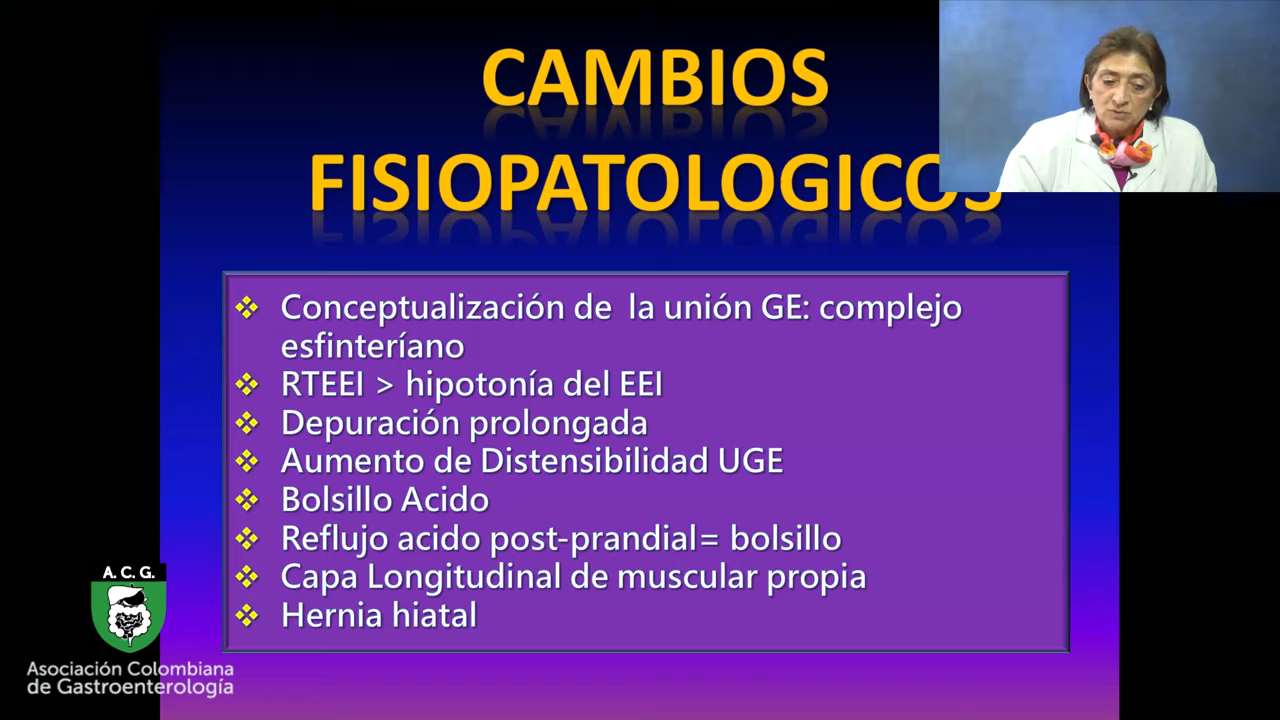 CAMBIOS
FISIOPATOLOGICOS
Conceptualización de la unión GE: complejo
esfinteríano
RTEEI > hipotonía del EEI
Depuración prolongada
Aumento de Distensibilidad UGE
Bolsillo Acido
Reflujo acido post-prandial= bolsillo
Capa Longitudinal de muscular propia
Hernia hiatal
A. C. G.
Asociación Colombiana
de Gastroenterología